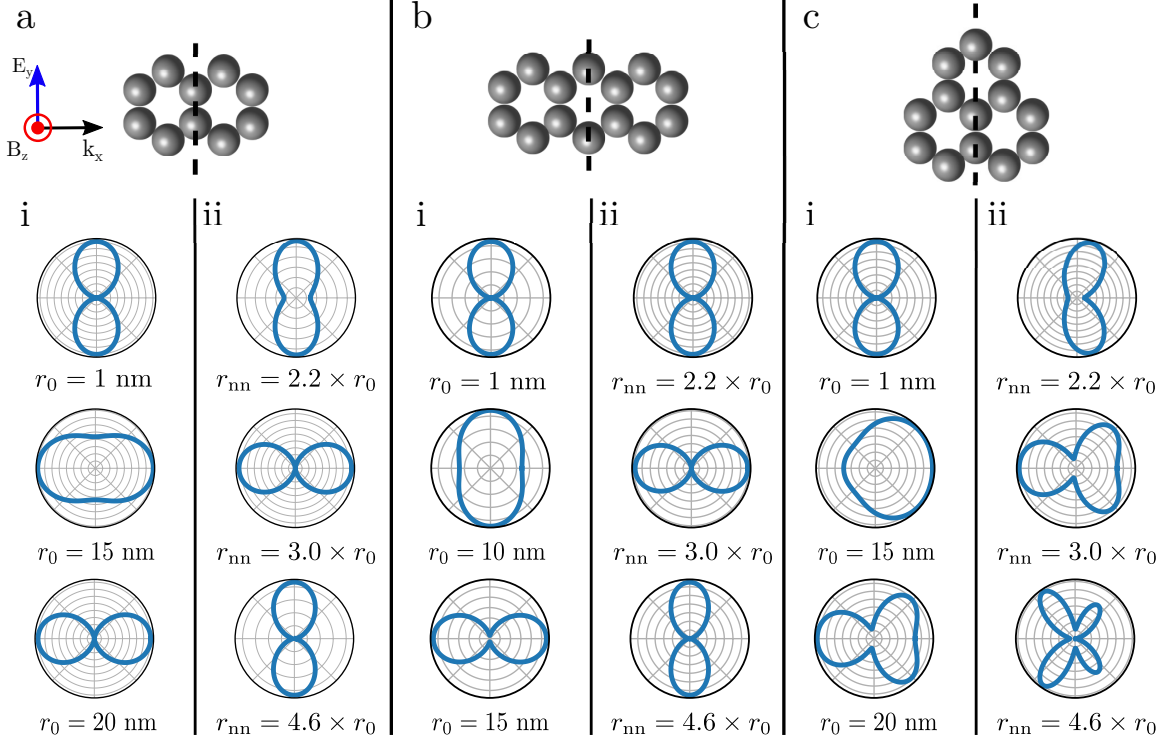 a b c
E_y
B_z k_x
i ii i ii i ii
r_0 = 1 nm r_nn = 2.2 × r_0 r_0 = 1 nm r_nn = 2.2 × r_0 r_0 = 1 nm r_nn = 2.2 × r_0
r_0 = 15 nm r_nn = 3.0 × r_0 r_0 = 10 nm r_nn = 3.0 × r_0 r_0 = 15 nm r_nn = 3.0 × r_0
r_0 = 20 nm r_nn = 4.6 × r_0 r_0 = 15 nm r_nn = 4.6 × r_0 r_0 = 20 nm r_nn = 4.6 × r_0